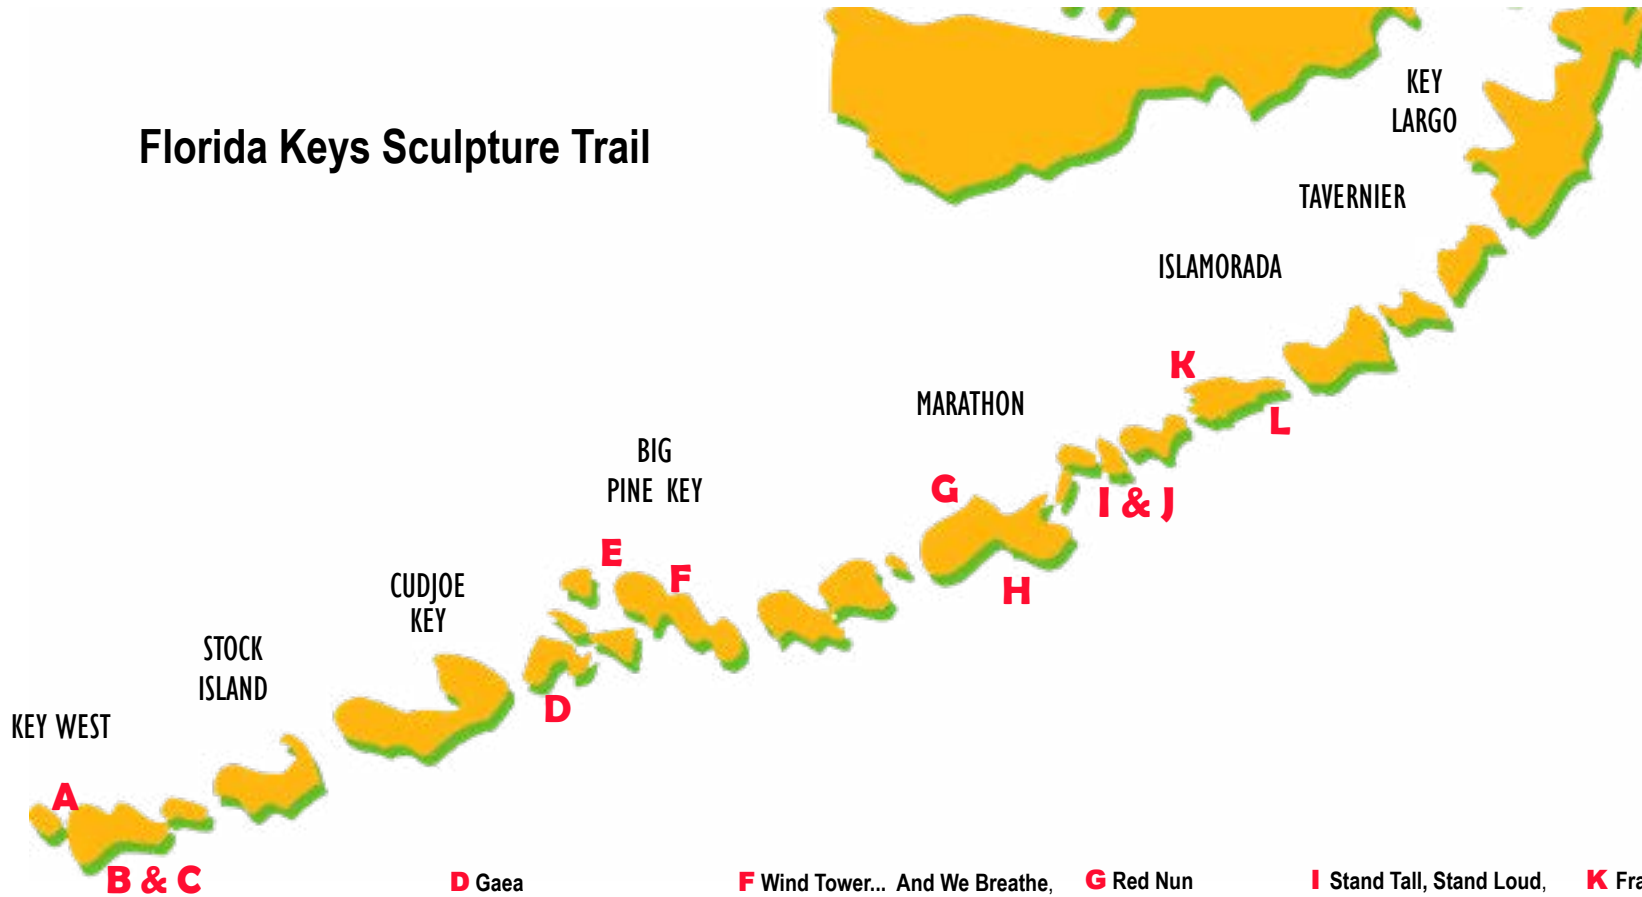 KEY
LARGO
Florida Keys Sculpture Trail
TAVERNIER
ISLAMORADA
K
MARATHON
L
BIG
PINE KEY
G
I & J
E
F
H
CUDJOE
KEY
STOCK
ISLAND
D
KEY WEST
A
B & C
D Gaea
F Wind Tower... And We Breathe,
G Red Nun
I Stand Tall, Stand Loud,
K Fra